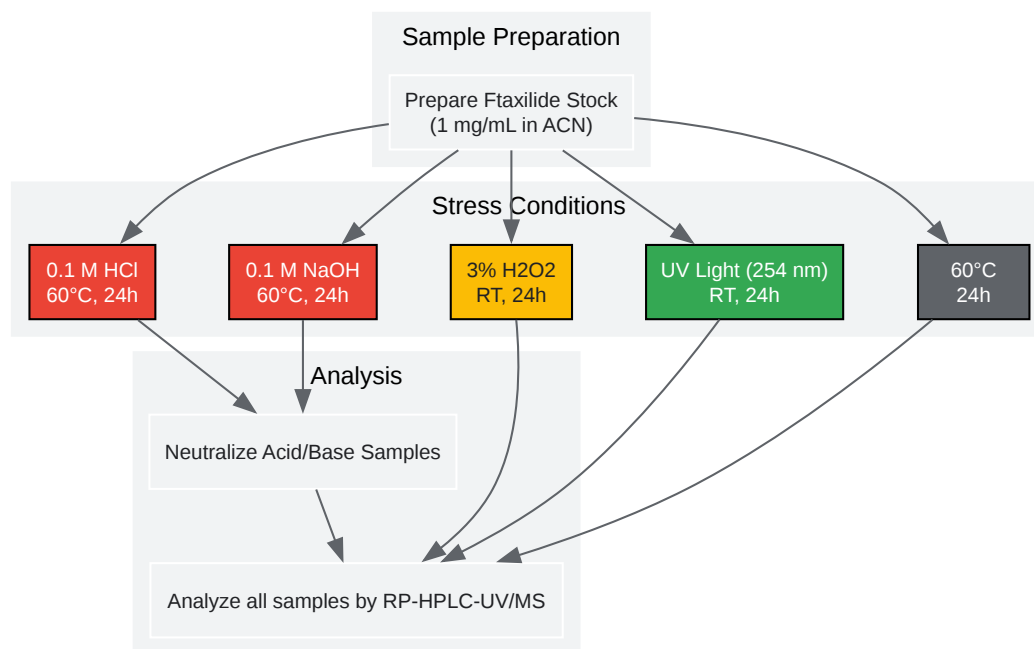 Sample Preparation
Prepare Ftaxilide Stock
(1 mg/mL in ACN)
Stress Conditions
0.1 M HCl
60°C, 24h
0.1 M NaOH
60°C, 24h
3% H2O2
RT, 24h
UV Light (254 nm)
RT, 24h
60°C
24h
Analysis
Neutralize Acid/Base Samples
Analyze all samples by RP-HPLC-UV/MS